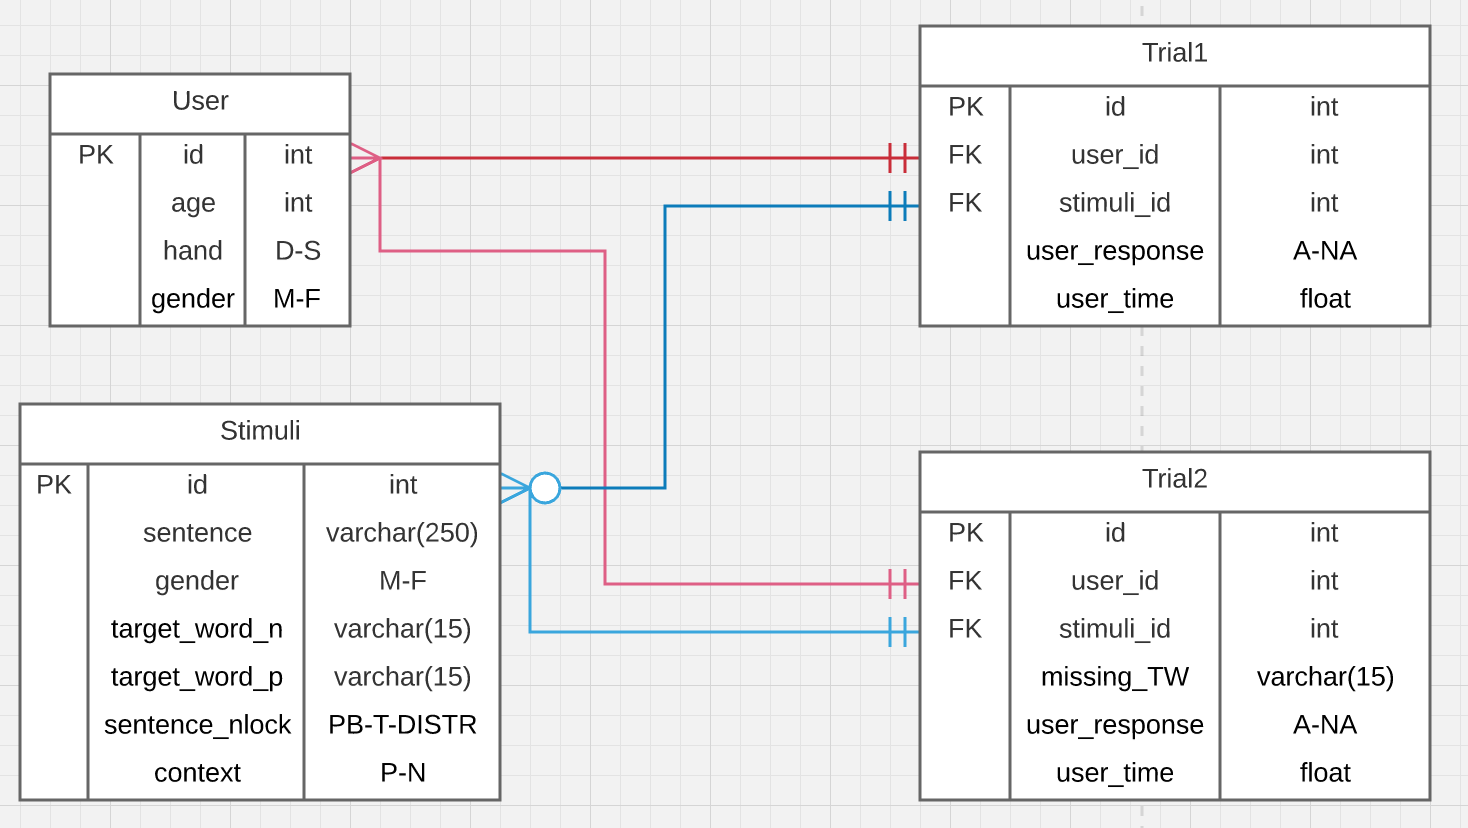 User
PK id int
age int
hand D-S
gender M-F
Stimuli
PK id int
sentence varchar(250)
gender M-F
target_word_n varchar(15)
target_word_p varchar(15)
sentence_nlock PB-T-DISTR
context P-N
Trial1
PK id int
FK user_id int
FK stimuli_id int
user_response A-NA
user_time float
Trial2
PK id int
FK user_id int
FK stimuli_id int
missing_TW varchar(15)
user_response A-NA
user_time float